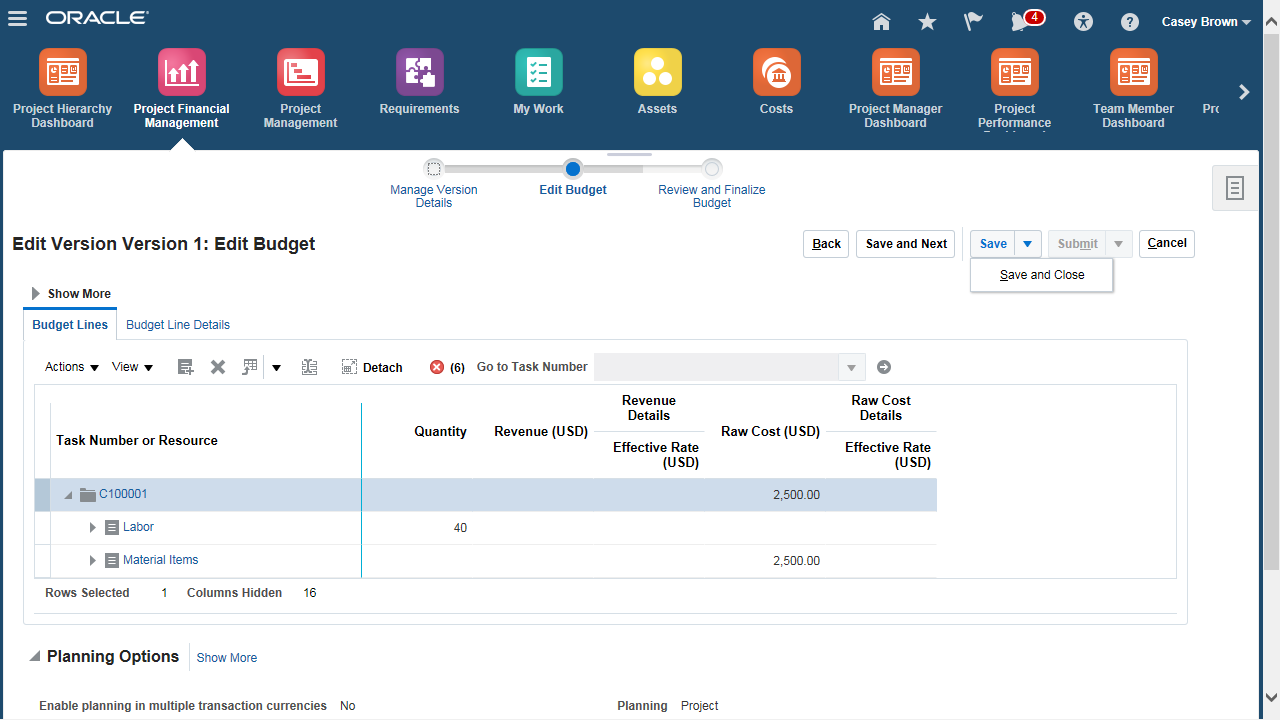 ORACLE
4
Casey Brown
Project Hierarchy
Dashboard
Project Financial
Management
Project
Management
Requirements
My Work
Assets
Costs
Project Manager
Dashboard
Project
Performance
Team Member
Dashboard
Manage Version
Details
Edit Budget
Review and Finalize
Budget
Edit Version Version 1: Edit Budget
Back
Save and Next
Save
Submit
Cancel
Save and Close
Show More
Budget Lines
Budget Line Details
Actions
View
Detach
(6)
Go to Task Number
Task Number or Resource
Quantity
Revenue (USD)
Revenue
Details
Effective Rate
(USD)
Raw Cost (USD)
Raw Cost
Details
Effective Rate
(USD)
C100001 2,500.00
Labor 40
Material Items 2,500.00
Rows Selected 1 Columns Hidden 16
Planning Options Show More
Enable planning in multiple transaction currencies No
Planning Project